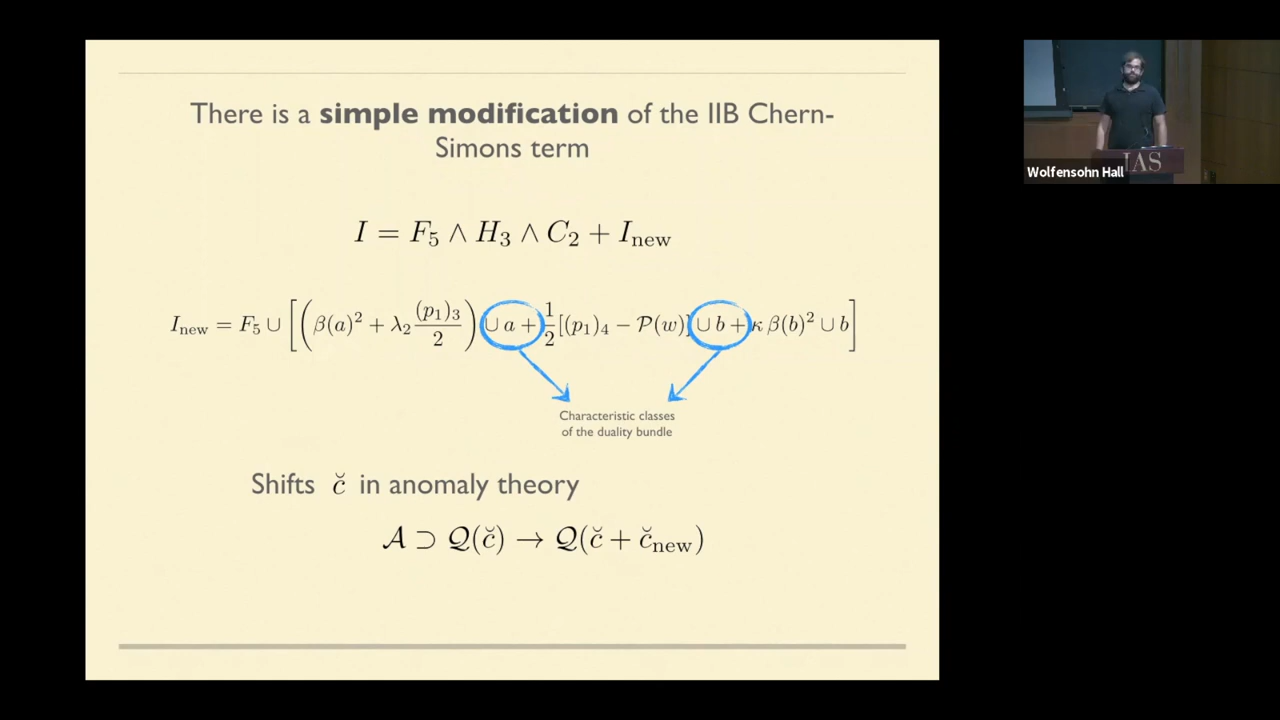 There is a simple modification of the IIB Chern-
Simons term
I = F₅ ∧ H₃ ∧ C₂ + I_new
I_new = F₅ ∪ [(β(a)² + λ₂ (p₁)₃/2) ∪ a + 1/2 [(p₁)₄ − 𝒫(w)] ∪ b + κ β(b)² ∪ b]
Characteristic classes
of the duality bundle
Shifts č in anomaly theory
𝒜 ⊃ 𝒬(č) → 𝒬(č + č_new)
IAS
Wolfensohn Hall